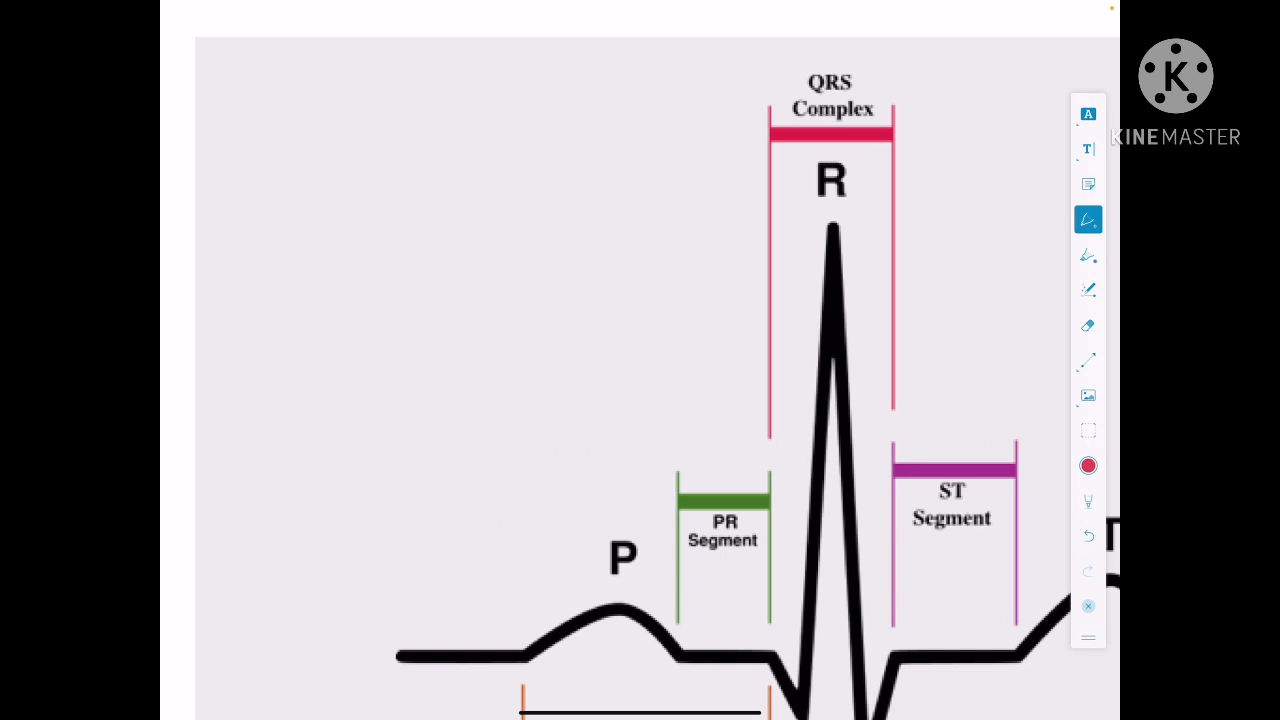 QRS
Complex
R
K
KINEMASTER
A
T
PR
Segment
ST
Segment
P
T